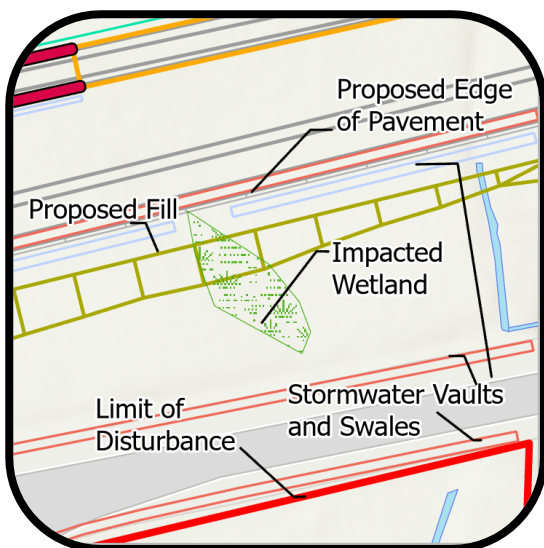 Proposed Edge
of Pavement
Proposed Fill
Impacted
Wetland
Limit of
Disturbance
Stormwater Vaults
and Swales